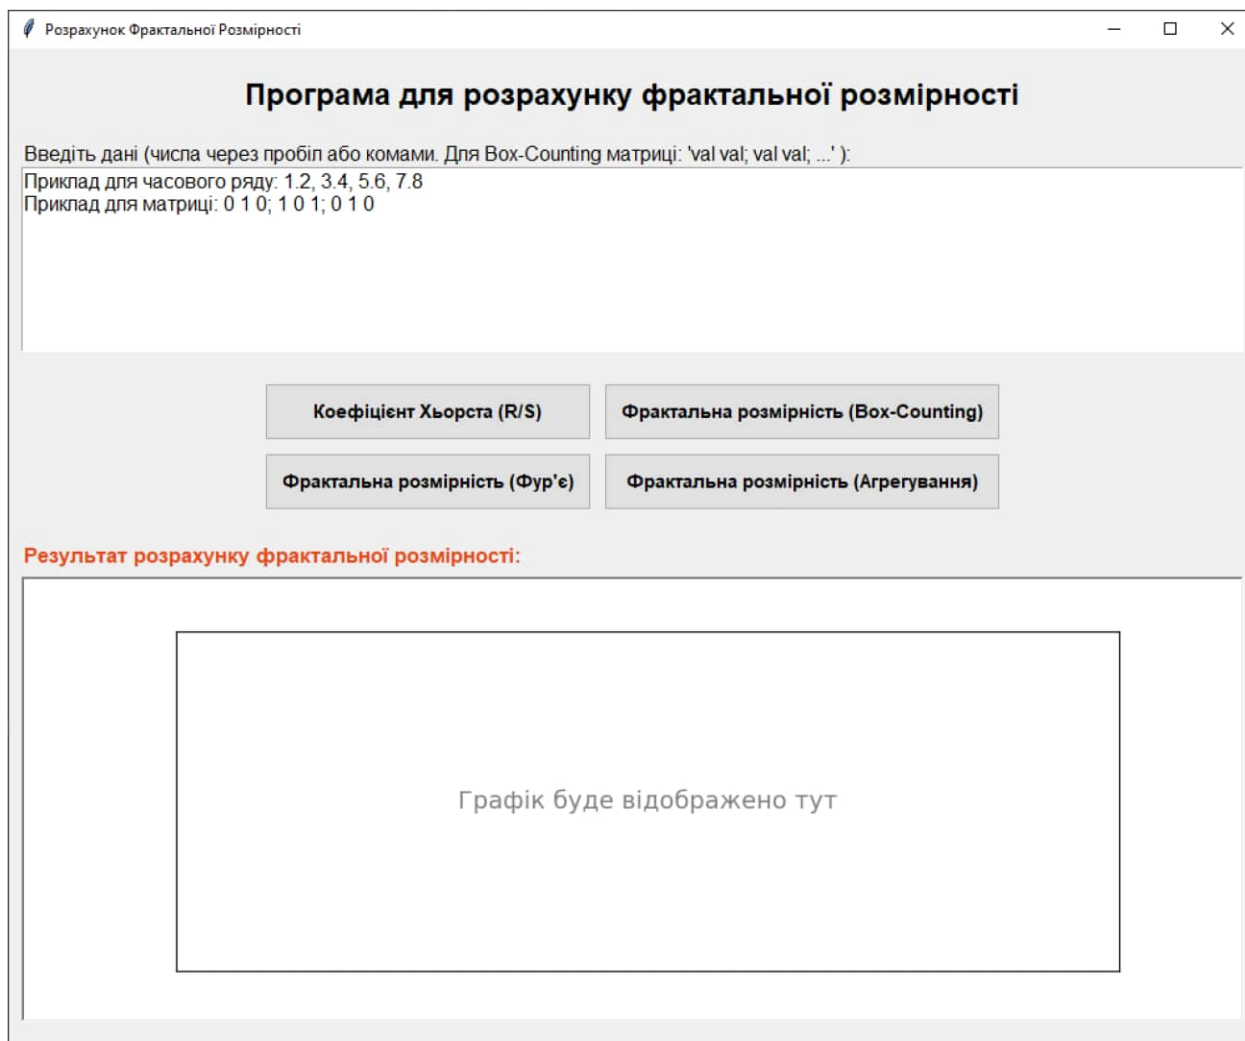 Розрахунок Фрактальної Розмірності
Програма для розрахунку фрактальної розмірності
Введіть дані (числа через пробіл або комами. Для Box-Counting матриці: 'val val; val val; ...' ):
Приклад для часового ряду: 1.2, 3.4, 5.6, 7.8
Приклад для матриці: 0 1 0; 1 0 1; 0 1 0
Коефіцієнт Хьорста (R/S)
Фрактальна розмірність (Box-Counting)
Фрактальна розмірність (Фур'є)
Фрактальна розмірність (Агрегування)
Результат розрахунку фрактальної розмірності:
Графік буде відображено тут